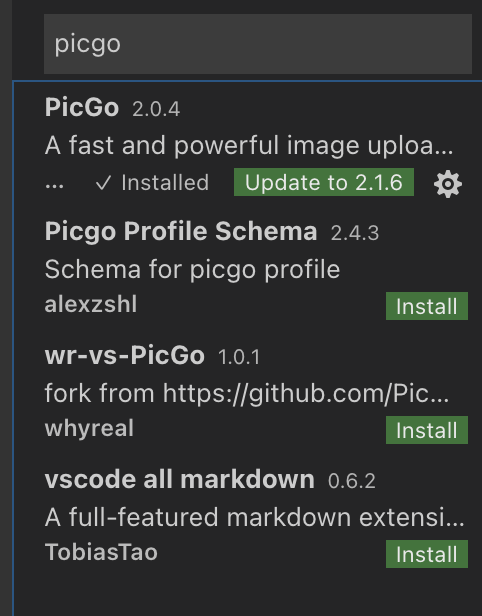 picgo
PicGo 2.0.4
A fast and powerful image uploa...
... ✓ Installed Update to 2.1.6
Picgo Profile Schema 2.4.3
Schema for picgo profile
alexzshl Install
wr-vs-PicGo 1.0.1
fork from https://github.com/Pic...
whyreal Install
vscode all markdown 0.6.2
A full-featured markdown extensi...
TobiasTao Install